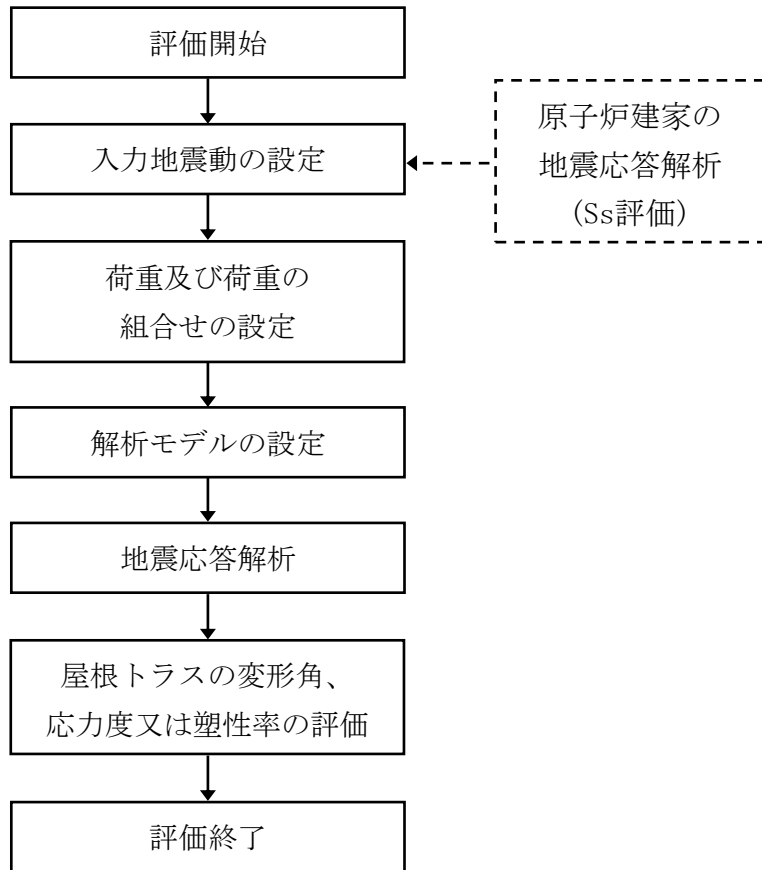 評価開始
入力地震動の設定
原子炉建家の
地震応答解析
(Ss評価)
荷重及び荷重の
組合せの設定
解析モデルの設定
地震応答解析
屋根トラスの変形角、
応力度又は塑性率の評価
評価終了